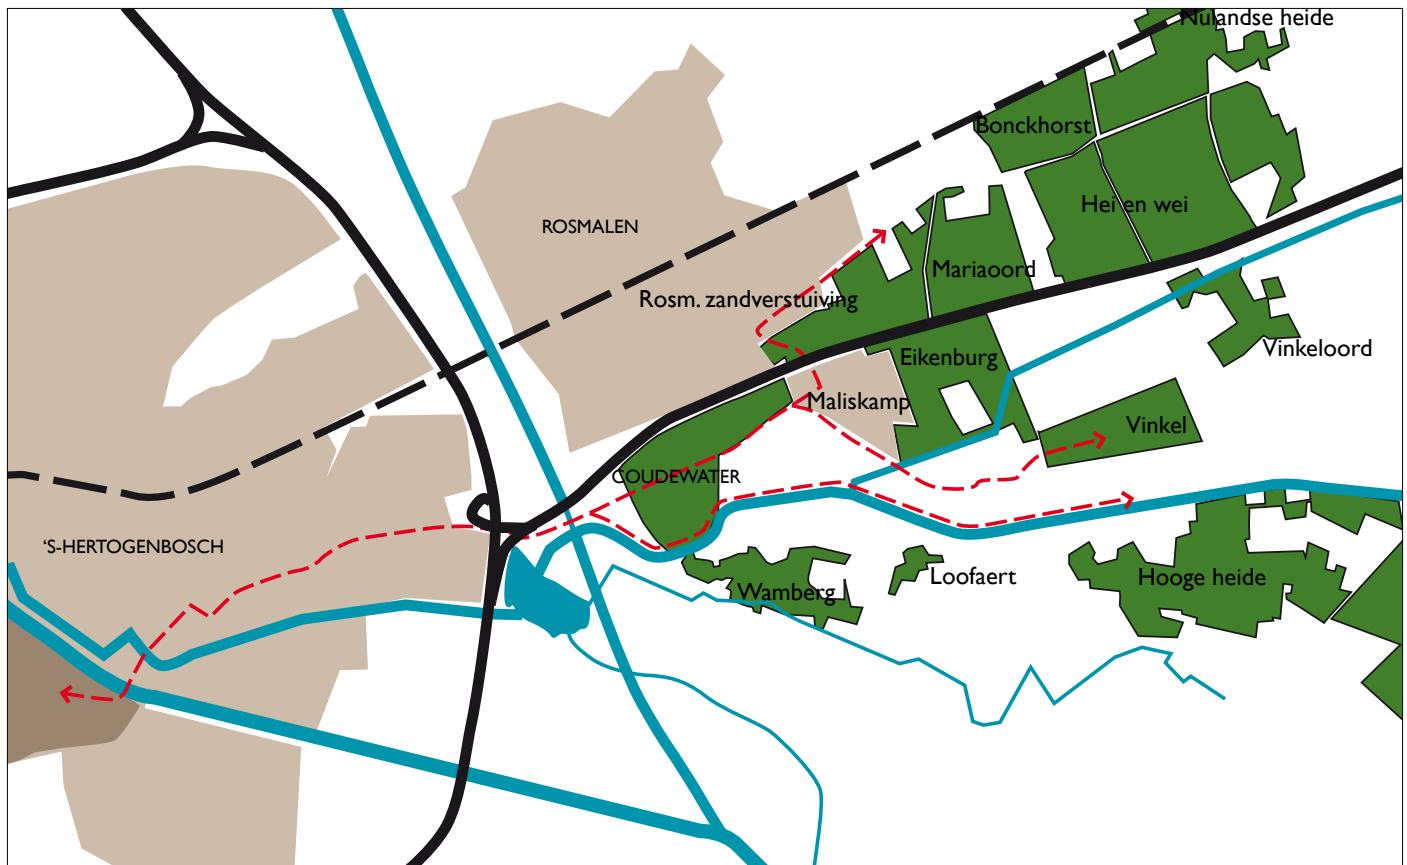 Nulandse heide
Bonckhorst
Hei en wei
ROSMALEN
Mariaoord
Rosm. zandverstuiving
Vinkeloord
Eikenburg
Maliskamp
Vinkel
COUDEWATER
'S-HERTOGENBOSCH
Loofaert
Hooge heide
Wamberg